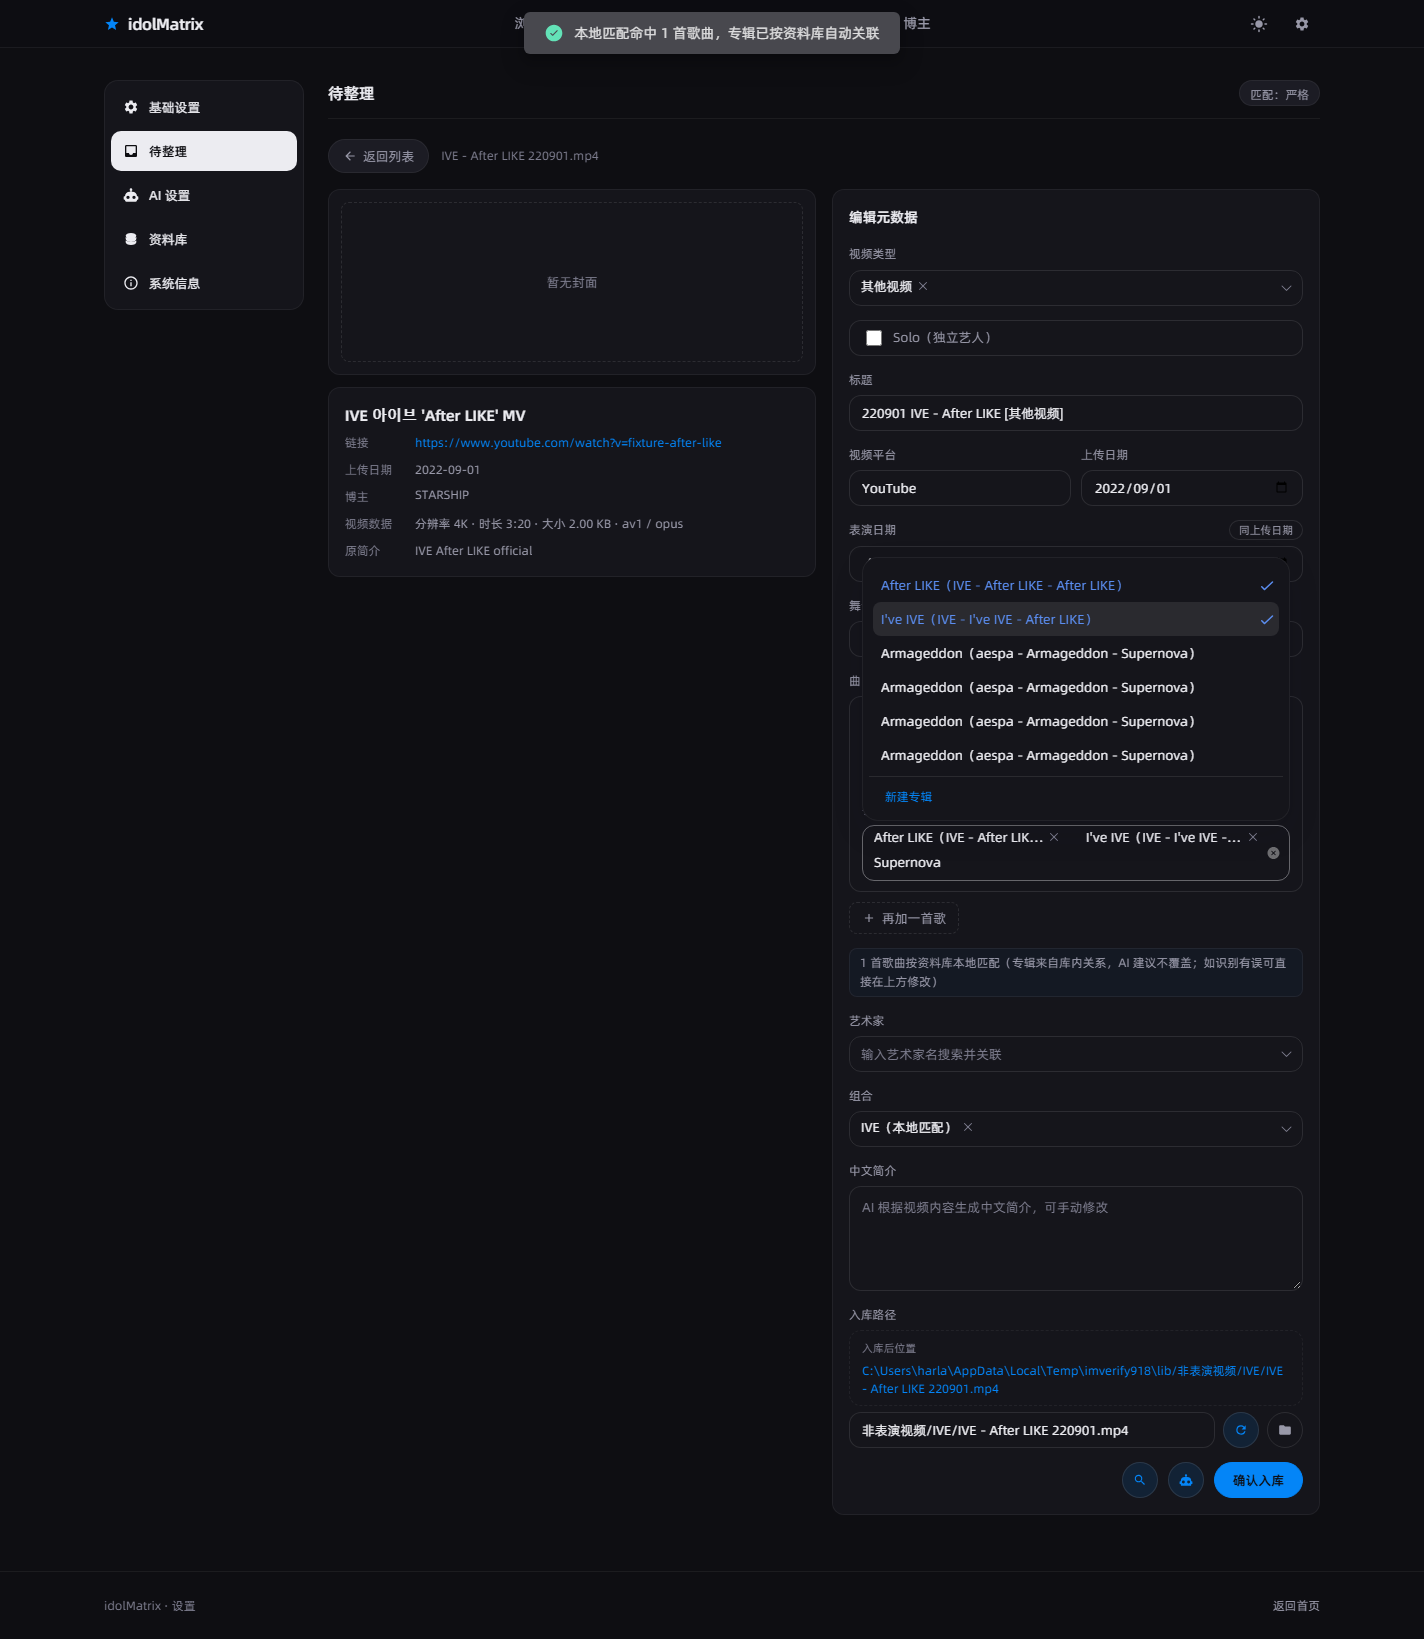 idolMatrix
浏
本地匹配命中 1 首歌曲，专辑已按资料库自动关联
博主
基础设置
待整理
AI 设置
资料库
系统信息
待整理
匹配：严格
返回列表
IVE - After LIKE 220901.mp4
暂无封面
IVE 아이브 'After LIKE' MV
链接
https://www.youtube.com/watch?v=fixture-after-like
上传日期
2022-09-01
博主
STARSHIP
视频数据
分辨率 4K · 时长 3:20 · 大小 2.00 KB · av1 / opus
原简介
IVE After LIKE official
编辑元数据
视频类型
其他视频
Solo（独立艺人）
标题
220901 IVE - After LIKE [其他视频]
视频平台
上传日期
YouTube
2022/09/01
表演日期
同上传日期
舞
曲
After LIKE（IVE - After LIKE - After LIKE）
I've IVE（IVE - I've IVE - After LIKE）
Armageddon（aespa - Armageddon - Supernova）
Armageddon（aespa - Armageddon - Supernova）
Armageddon（aespa - Armageddon - Supernova）
Armageddon（aespa - Armageddon - Supernova）
新建专辑
After LIKE（IVE - After LIK...
I've IVE（IVE - I've IVE -...
Supernova
再加一首歌
1 首歌曲按资料库本地匹配（专辑来自库内关系，AI 建议不覆盖；如识别有误可直
接在上方修改）
艺术家
输入艺术家名搜索并关联
组合
IVE（本地匹配）
中文简介
AI 根据视频内容生成中文简介，可手动修改
入库路径
入库后位置
C:\Users\harla\AppData\Local\Temp\imverify918\lib/非表演视频/IVE/IVE
- After LIKE 220901.mp4
非表演视频/IVE/IVE - After LIKE 220901.mp4
确认入库
idolMatrix · 设置
返回首页